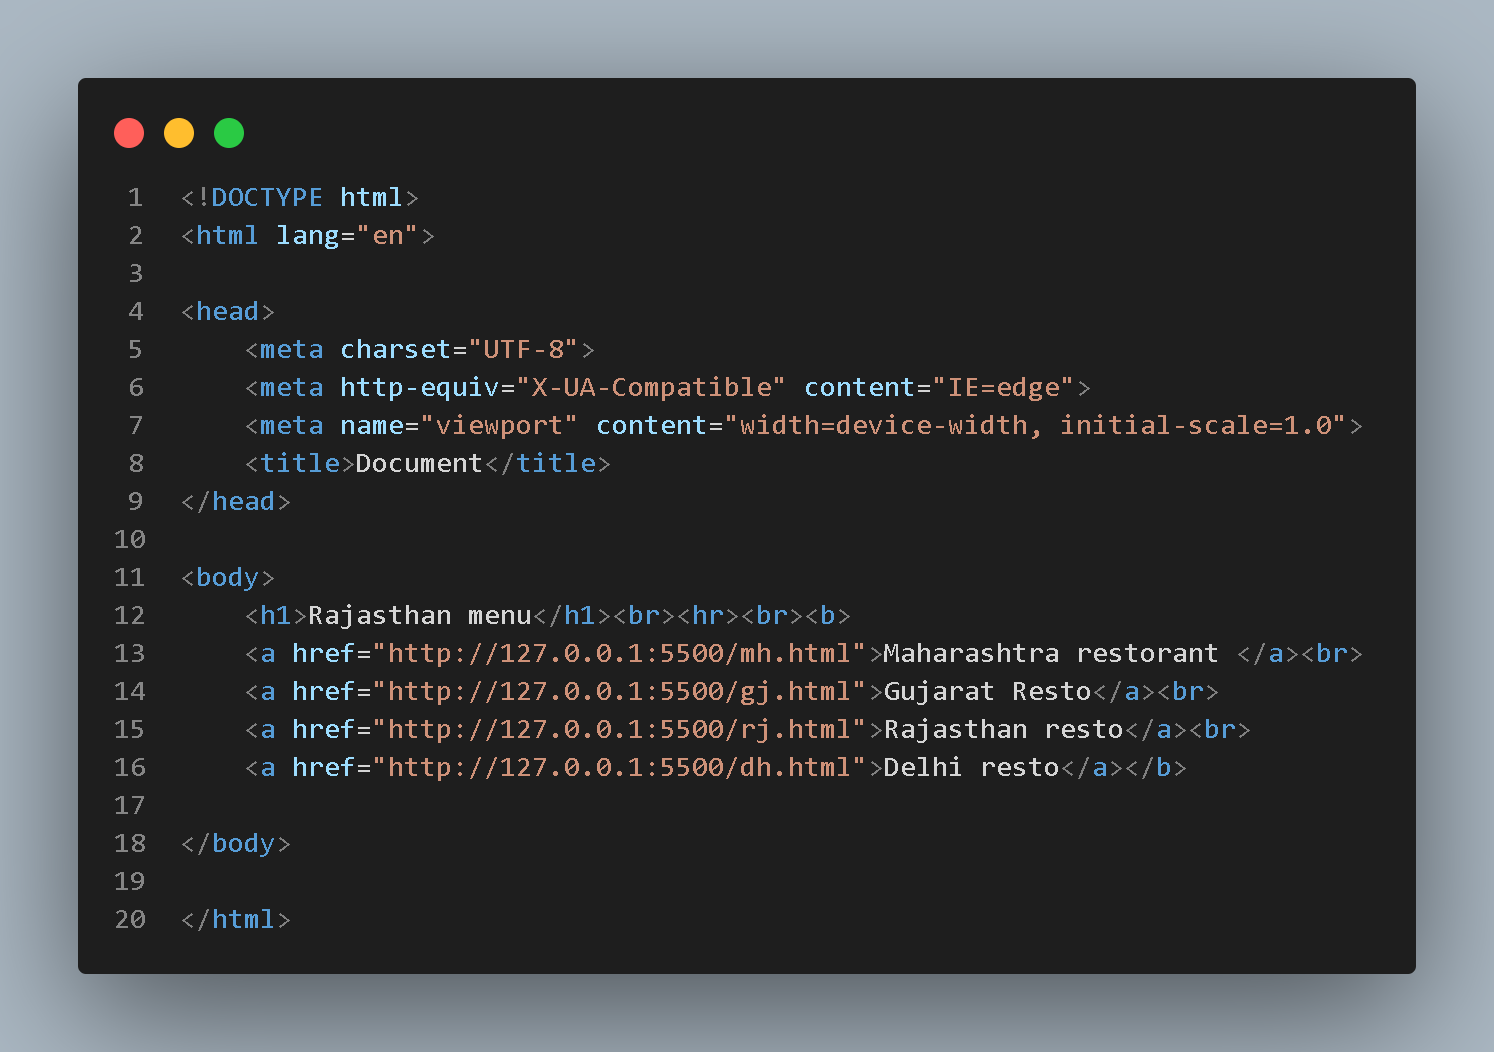 1 <!DOCTYPE html>
2 <html lang="en">
3
4 <head>
5     <meta charset="UTF-8">
6     <meta http-equiv="X-UA-Compatible" content="IE=edge">
7     <meta name="viewport" content="width=device-width, initial-scale=1.0">
8     <title>Document</title>
9 </head>
10
11 <body>
12     <h1>Rajasthan menu</h1><br><hr><br><b>
13     <a href="http://127.0.0.1:5500/mh.html">Maharashtra restorant </a><br>
14     <a href="http://127.0.0.1:5500/gj.html">Gujarat Resto</a><br>
15     <a href="http://127.0.0.1:5500/rj.html">Rajasthan resto</a><br>
16     <a href="http://127.0.0.1:5500/dh.html">Delhi resto</a></b>
17
18 </body>
19
20 </html>